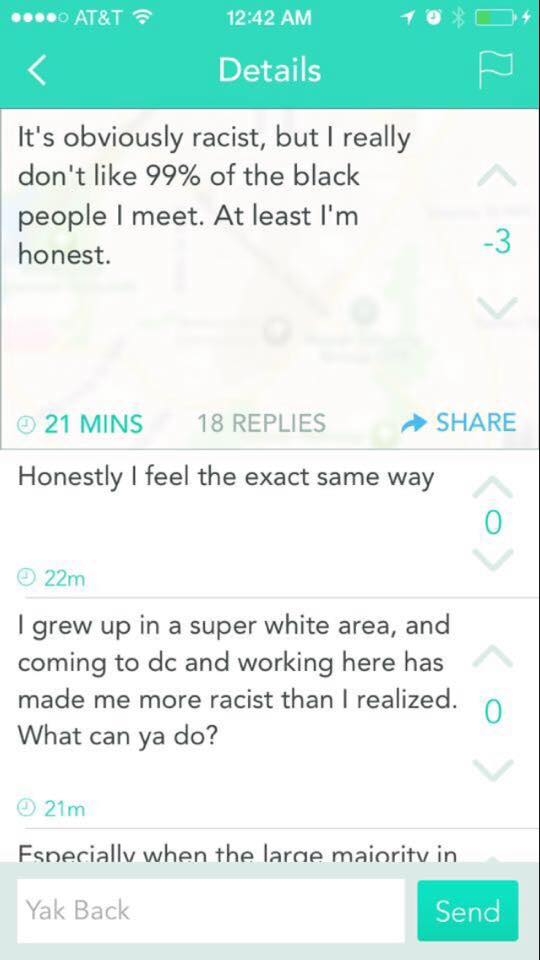 AT&T 12:42 AM
Details
It's obviously racist, but I really
don't like 99% of the black
people I meet. At least I'm
honest.
-3
21 MINS 18 REPLIES SHARE
Honestly I feel the exact same way
0
22m
I grew up in a super white area, and
coming to dc and working here has
made me more racist than I realized.
What can ya do?
0
21m
Especially when the large majority in
Yak Back Send